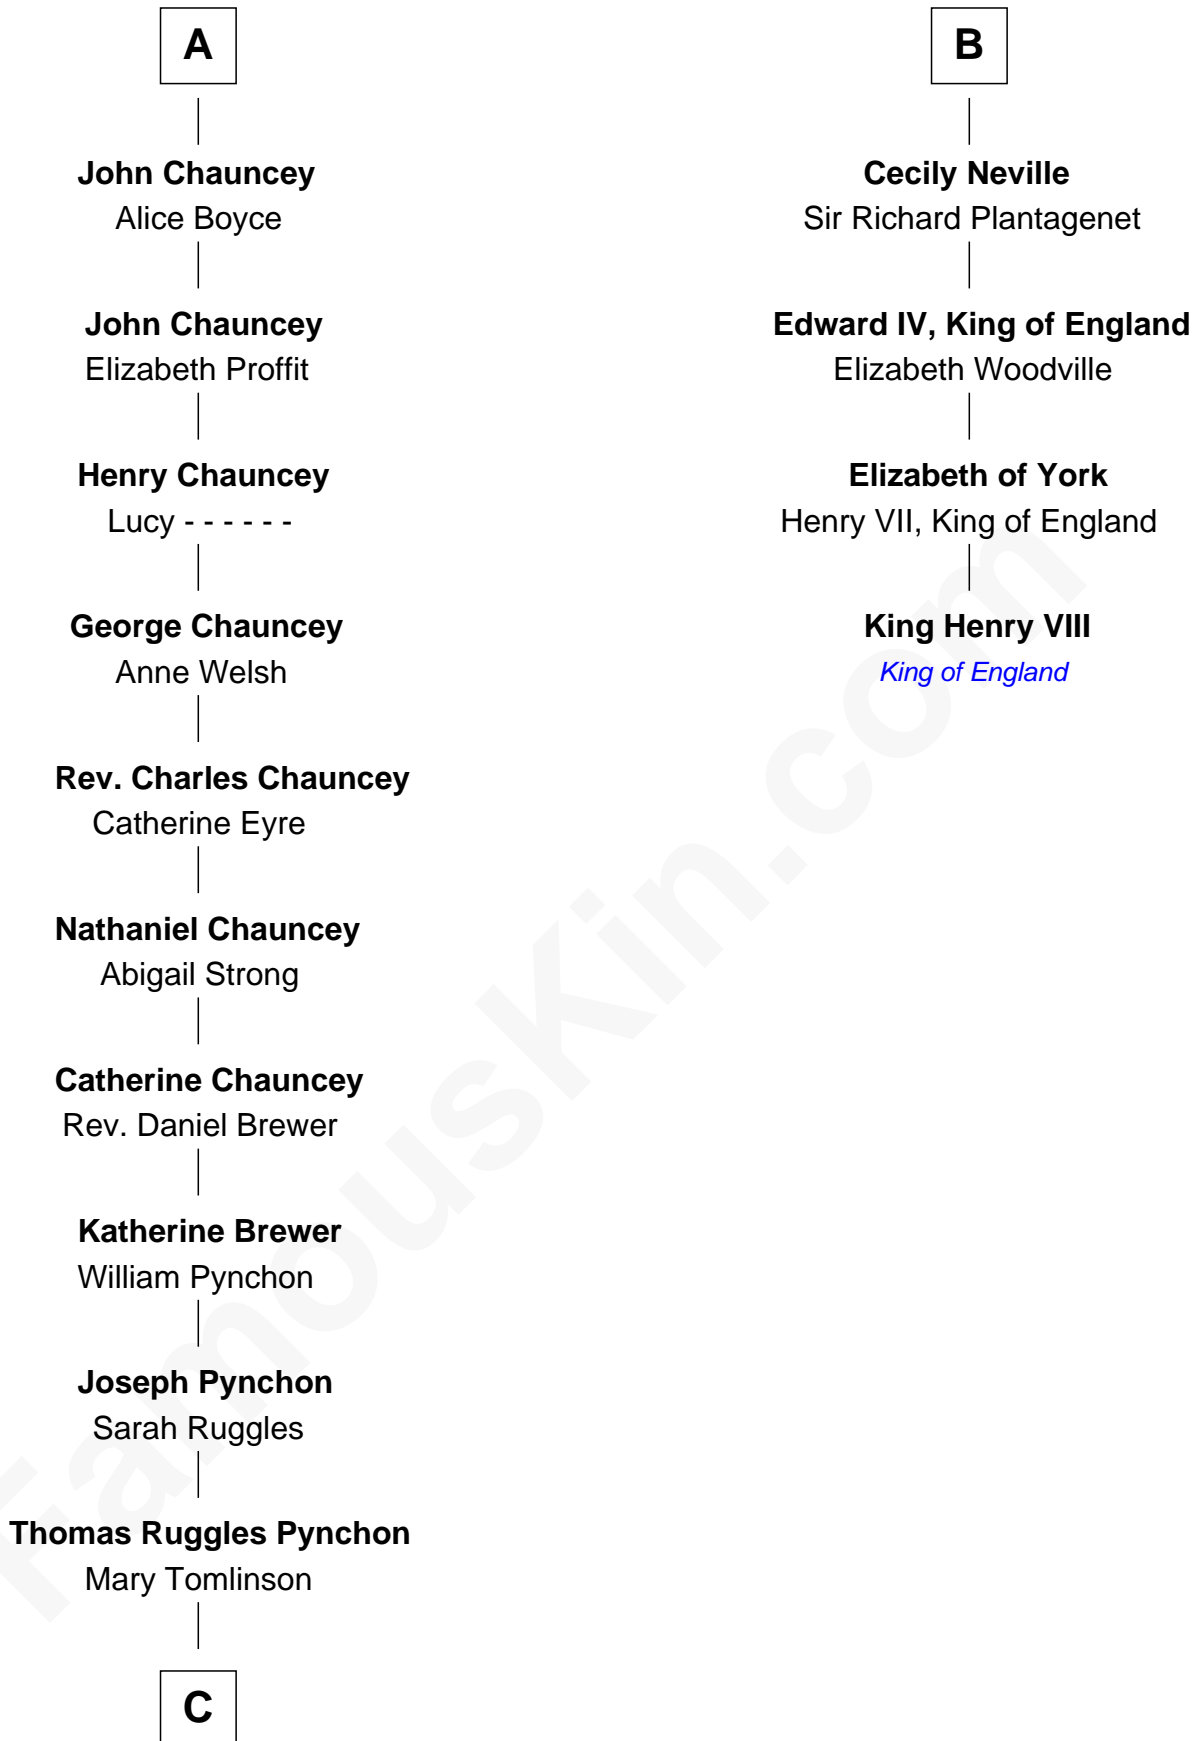 A
John Chauncey
Alice Boyce
John Chauncey
Elizabeth Proffit
Henry Chauncey
Lucy - - - - - -
George Chauncey
Anne Welsh
Rev. Charles Chauncey
Catherine Eyre
Nathaniel Chauncey
Abigail Strong
Catherine Chauncey
Rev. Daniel Brewer
Katherine Brewer
William Pynchon
Joseph Pynchon
Sarah Ruggles
Thomas Ruggles Pynchon
Mary Tomlinson
C
B
Cecily Neville
Sir Richard Plantagenet
Edward IV, King of England
Elizabeth Woodville
Elizabeth of York
Henry VII, King of England
King Henry VIII
King of England
FamousKin.com